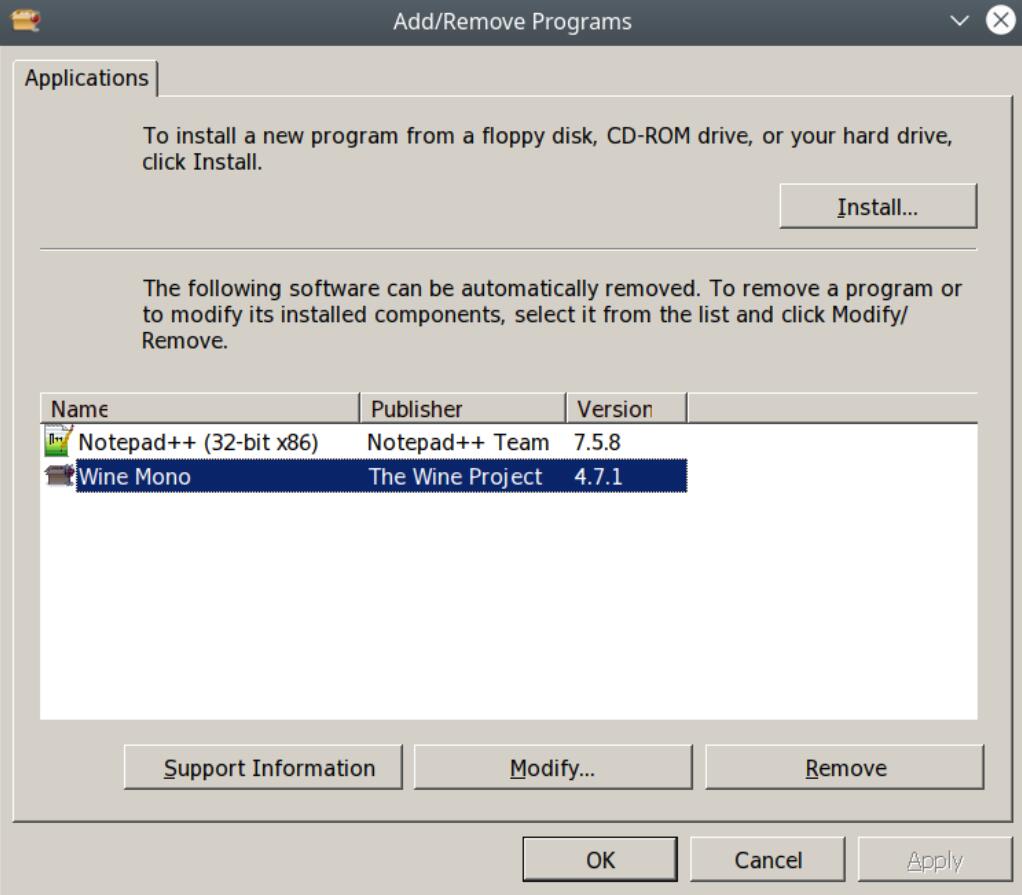 Add/Remove Programs
Applications
To install a new program from a floppy disk, CD-ROM drive, or your hard drive,
click Install.
Install...
The following software can be automatically removed. To remove a program or
to modify its installed components, select it from the list and click Modify/
Remove.
Name Publisher Version
Notepad++ (32-bit x86) Notepad++ Team 7.5.8
Wine Mono The Wine Project 4.7.1
Support Information Modify... Remove
OK Cancel Apply